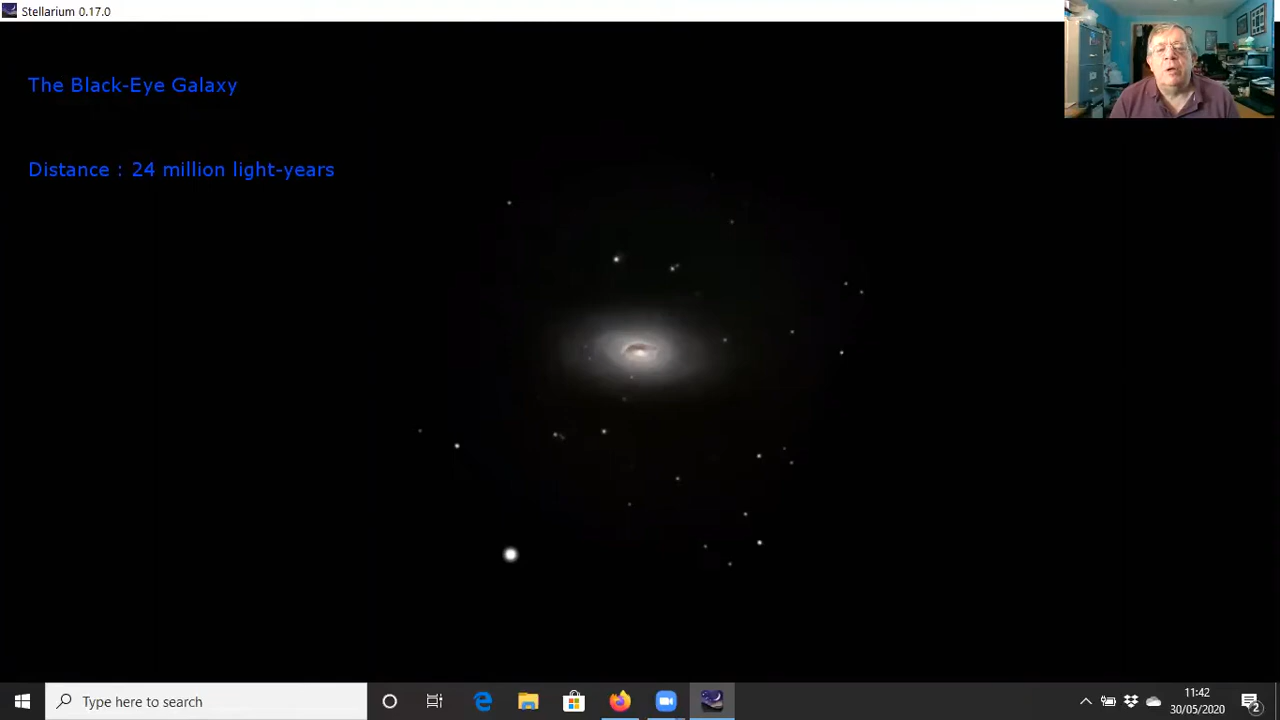 Stellarium 0.17.0
The Black-Eye Galaxy
Distance : 24 million light-years
Type here to search
11:42
30/05/2020
2